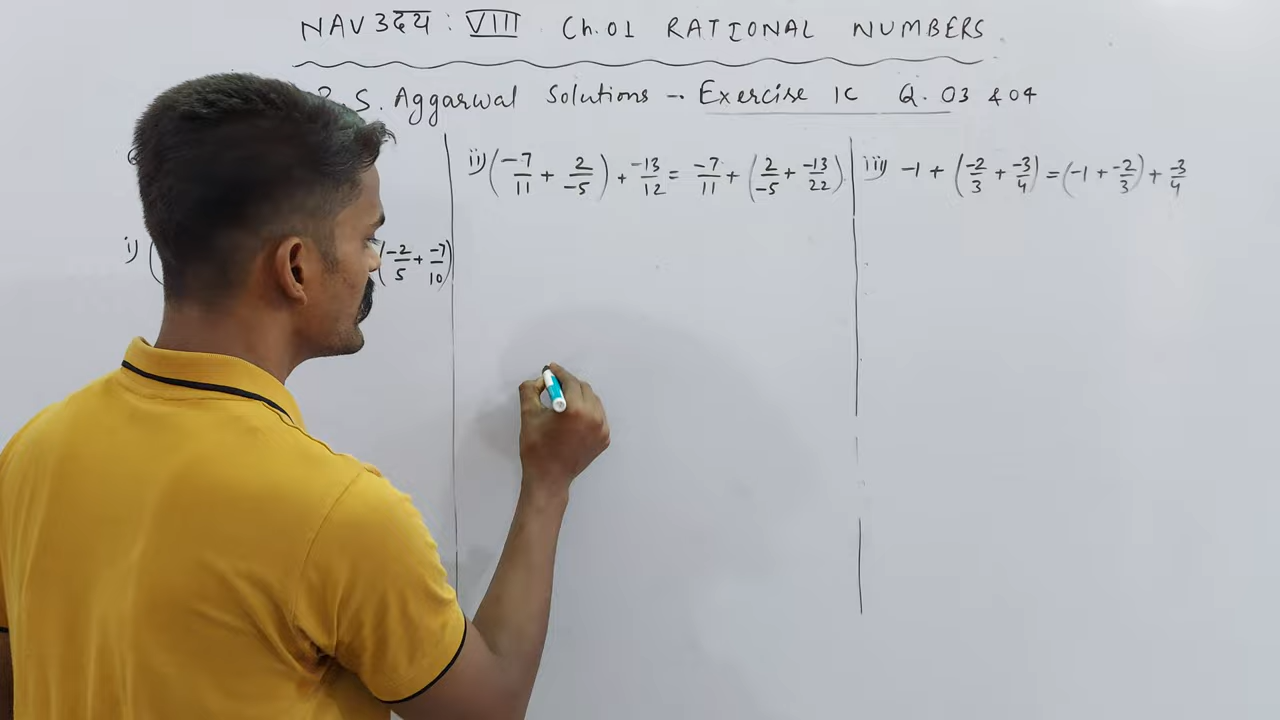 NAV उदय : VIII Ch.01 RATIONAL NUMBERS
R.S. Aggarwal Solutions -. Exercise 1C Q. 03 & 04
i) (-2/5 + -7/10)
ii) (-7/11 + 2/-5) + -13/12 = -7/11 + (2/-5 + -13/22)
iii) -1 + (-2/3 + -3/4) = (-1 + -2/3) + -3/4